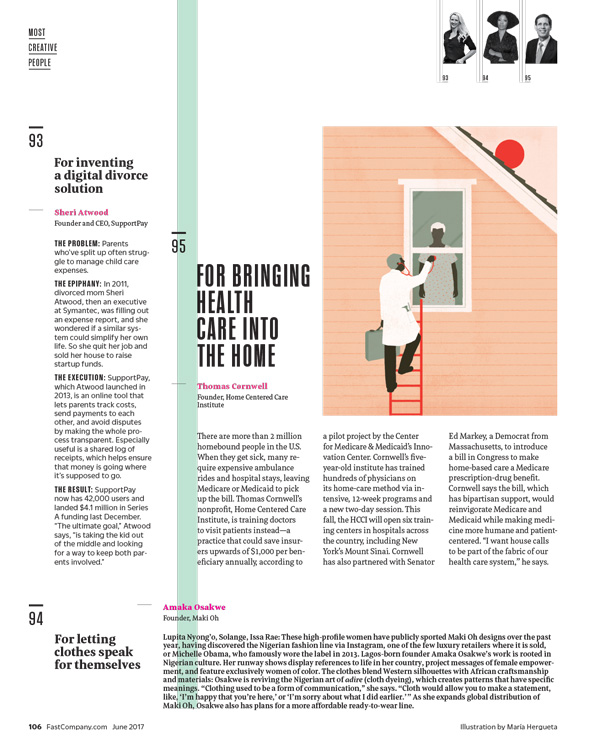 MOST
CREATIVE
PEOPLE
93
94
95
93
For inventing
a digital divorce
solution
Sheri Atwood
Founder and CEO, SupportPay
THE PROBLEM: Parents
who've split up often strug-
gle to manage child care
expenses.
THE EPIPHANY: In 2011,
divorced mom Sheri
Atwood, then an executive
at Symantec, was filling out
an expense report, and she
wondered if a similar sys-
tem could simplify her own
life. So she quit her job and
sold her house to raise
startup funds.
THE EXECUTION: SupportPay,
which Atwood launched in
2013, is an online tool that
lets parents track costs,
send payments to each
other, and avoid disputes
by making the whole pro-
cess transparent. Especially
useful is a shared log of
receipts, which helps ensure
that money is going where
it's supposed to go.
THE RESULT: SupportPay
now has 42,000 users and
landed $4.1 million in Series
A funding last December.
"The ultimate goal," Atwood
says, "is taking the kid out
of the middle and looking
for a way to keep both par-
ents involved."
95
FOR BRINGING
HEALTH
CARE INTO
THE HOME
Thomas Cornwell
Founder, Home Centered Care
Institute
There are more than 2 million
homebound people in the U.S.
When they get sick, many re-
quire expensive ambulance
rides and hospital stays, leaving
Medicare or Medicaid to pick
up the bill. Thomas Cornwell's
nonprofit, Home Centered Care
Institute, is training doctors
to visit patients instead—a
practice that could save insur-
ers upwards of $1,000 per ben-
eficiary annually, according to
a pilot project by the Center
for Medicare & Medicaid's Inno-
vation Center. Cornwell's five-
year-old institute has trained
hundreds of physicians on
its home-care method via in-
tensive, 12-week programs and
a new two-day session. This
fall, the HCCI will open six train-
ing centers in hospitals across
the country, including New
York's Mount Sinai. Cornwell
has also partnered with Senator
Ed Markey, a Democrat from
Massachusetts, to introduce
a bill in Congress to make
home-based care a Medicare
prescription-drug benefit.
Cornwell says the bill, which
has bipartisan support, would
reinvigorate Medicare and
Medicaid while making medi-
cine more humane and patient-
centered. "I want house calls
to be part of the fabric of our
health care system," he says.
94
For letting
clothes speak
for themselves
Amaka Osakwe
Founder, Maki Oh
Lupita Nyong'o, Solange, Issa Rae: These high-profile women have publicly sported Maki Oh designs over the past
year, having discovered the Nigerian fashion line via Instagram, one of the few luxury retailers where it is sold,
or Michelle Obama, who famously wore the label in 2013. Lagos-born founder Amaka Osakwe's work is rooted in
Nigerian culture. Her runway shows display references to life in her country, project messages of female empower-
ment, and feature exclusively women of color. The clothes blend Western silhouettes with African craftsmanship
and materials: Osakwe is reviving the Nigerian art of adire (cloth dyeing), which creates patterns that have specific
meanings. "Clothing used to be a form of communication," she says. "Cloth would allow you to make a statement,
like, 'I'm happy that you're here,' or 'I'm sorry about what I did earlier.'" As she expands global distribution of
Maki Oh, Osakwe also has plans for a more affordable ready-to-wear line.
106 FastCompany.com June 2017
Illustration by María Hergueta